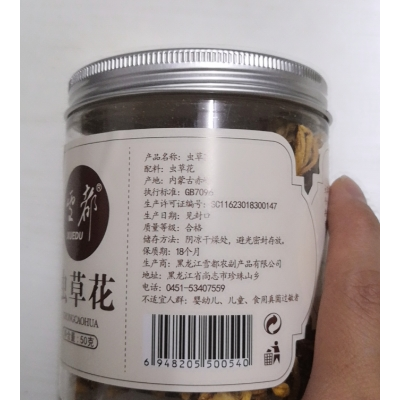 雪都®
XUEDU
虫草花
CHONGCAOHUA
50克
产品名称: 虫草
配料: 虫草花
产地: 内蒙古赤
执行标准: GB7096
生产许可证编号: SC11623018300147
生产日期: 见封口
质量等级: 合格
储存方法: 阴凉干燥处, 避光密封存放。
保质期: 18个月
生产商: 黑龙江雪都农副产品有限公司
地址: 黑龙江省尚志市珍珠山乡
电话: 0451-53407559
不适宜人群: 婴幼儿、儿童、食用真菌过敏者
6 948205 500540